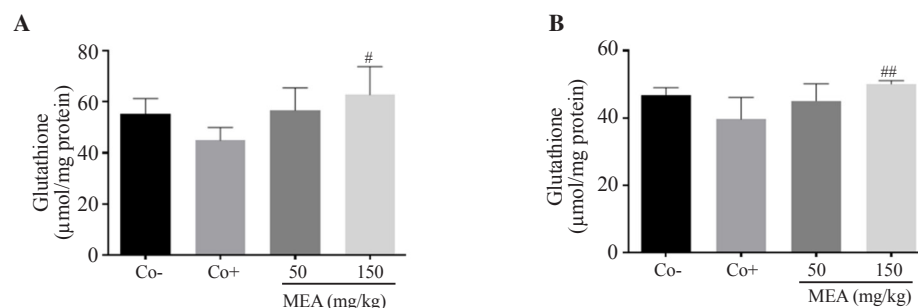 A
Glutathione
(µmol/mg protein)
80
60
40
20
0
#
Co-
Co+
50
150
MEA (mg/kg)
B
Glutathione
(µmol/mg protein)
60
40
20
0
##
Co-
Co+
50
150
MEA (mg/kg)